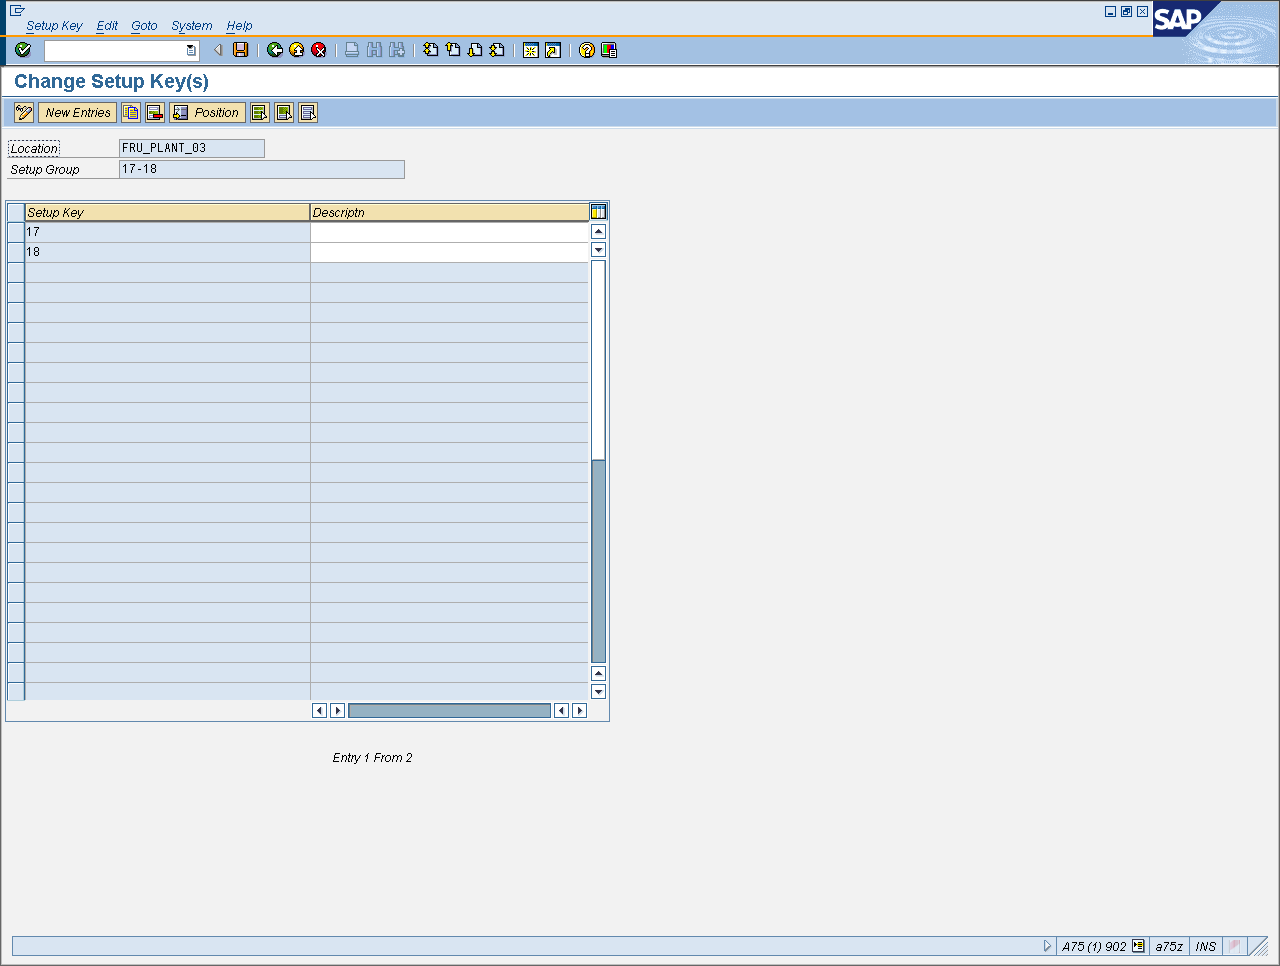 Setup Key Edit Goto System Help
SAP
Change Setup Key(s)
New Entries Position
Location FRU_PLANT_03
Setup Group 17-18
Setup Key Descriptn
17
18
Entry 1 From 2
A75 (1) 902 a75z INS